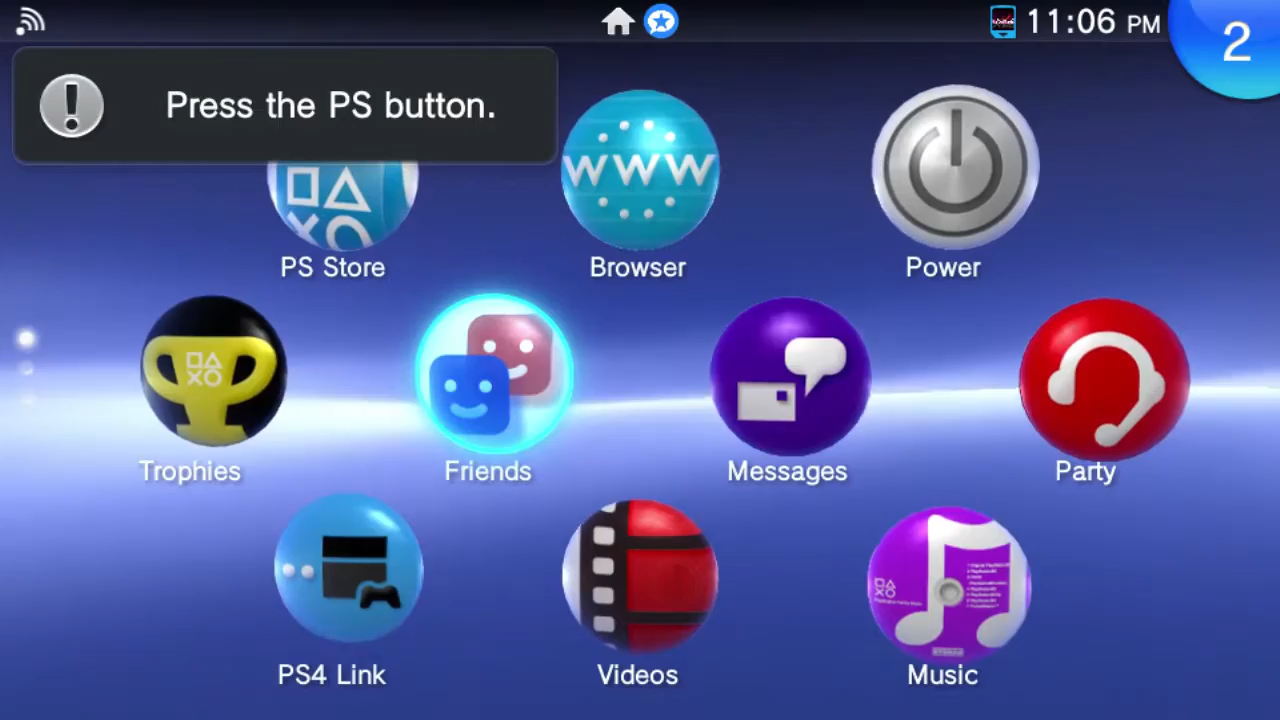 11:06 PM
2
Press the PS button.
www
PS Store
Browser
Power
Trophies
Friends
Messages
Party
PS4 Link
Videos
Music